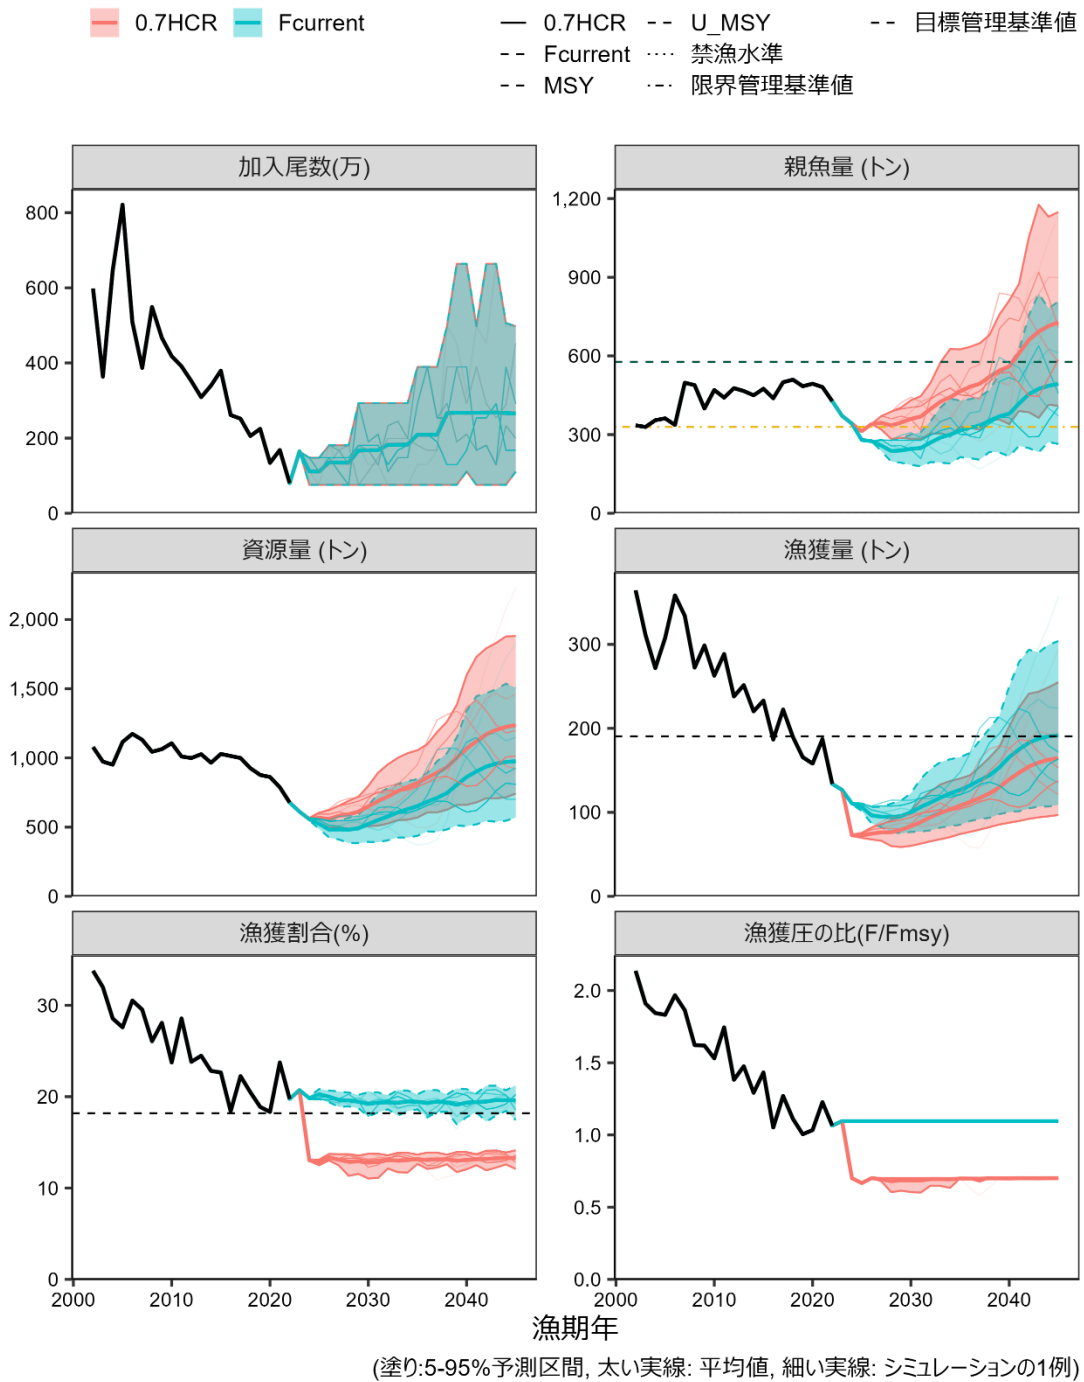 0.7HCR Fcurrent
0.7HCR U_MSY 目標管理基準値
Fcurrent 禁漁水準
MSY 限界管理基準値
加入尾数(万) 親魚量 (トン)
800
600
400
200
0
1,200
900
600
300
0
資源量 (トン) 漁獲量 (トン)
2,000
1,500
1,000
500
0
300
200
100
0
漁獲割合(%) 漁獲圧の比(F/Fmsy)
30
20
10
0
2.0
1.5
1.0
0.5
0.0
2000 2010 2020 2030 2040 2000 2010 2020 2030 2040
漁期年
(塗り:5-95%予測区間, 太い実線: 平均値, 細い実線: シミュレーションの1例)